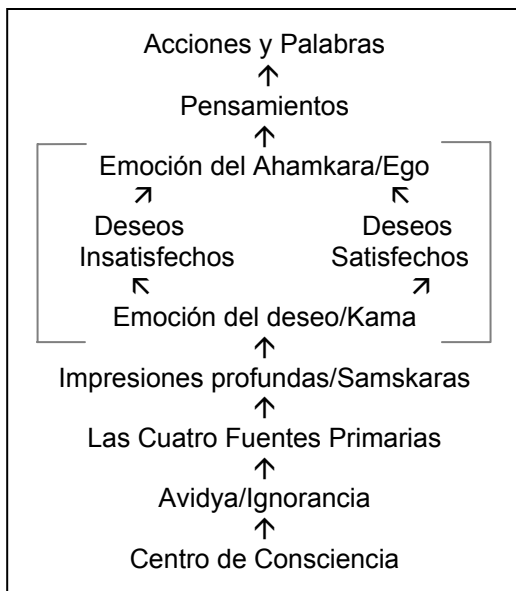 Acciones y Palabras
↑
Pensamientos
↑
Emoción del Ahamkara/Ego
↗ ↖
Deseos Deseos
Insatisfechos Satisfechos
↖ ↗
Emoción del deseo/Kama
↑
Impresiones profundas/Samskaras
↑
Las Cuatro Fuentes Primarias
↑
Avidya/Ignorancia
↑
Centro de Consciencia